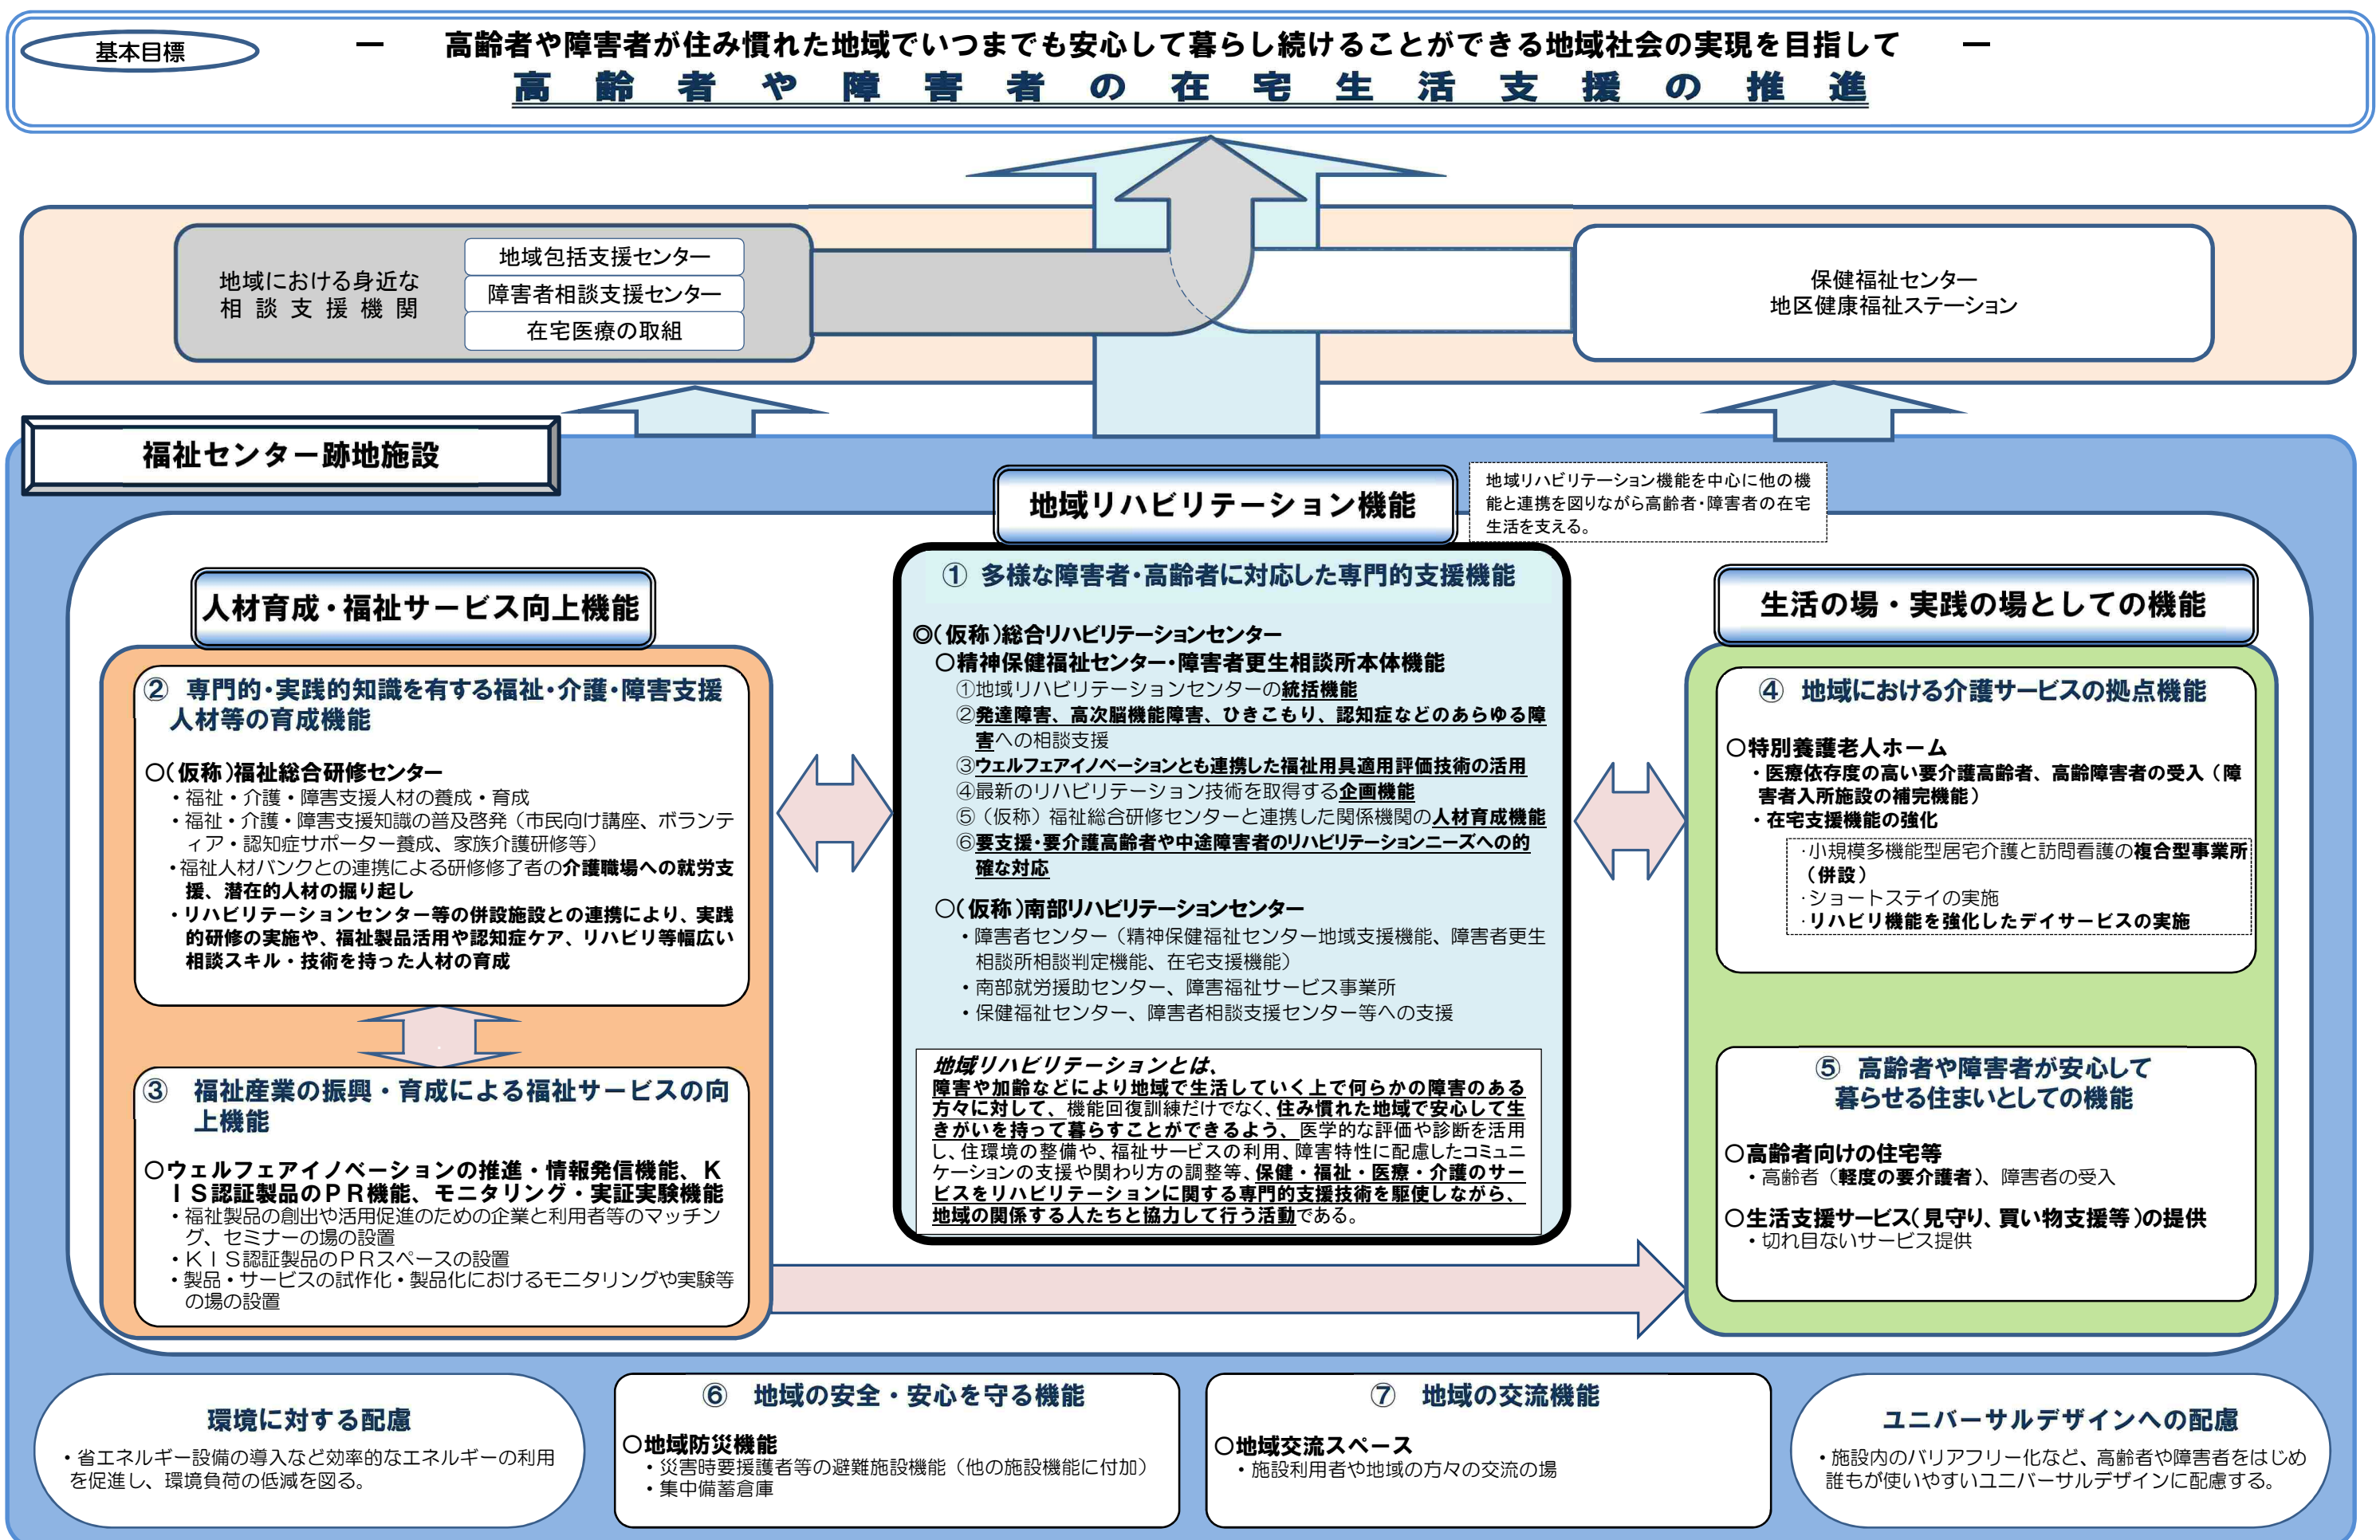 基本目標
― 高齢者や障害者が住み慣れた地域でいつまでも安心して暮らし続けることができる地域社会の実現を目指して ―
高齢者や障害者の在宅生活支援の推進
地域における身近な
相談支援機関
地域包括支援センター
障害者相談支援センター
在宅医療の取組
保健福祉センター
地区健康福祉ステーション
福祉センター跡地施設
地域リハビリテーション機能
地域リハビリテーション機能を中心に他の機
能と連携を図りながら高齢者・障害者の在宅
生活を支える。
人材育成・福祉サービス向上機能
② 専門的・実践的知識を有する福祉・介護・障害支援
人材等の育成機能
○(仮称)福祉総合研修センター
・福祉・介護・障害支援人材の養成・育成
・福祉・介護・障害支援知識の普及啓発（市民向け講座、ボランテ
ィア・認知症サポーター養成、家族介護研修等）
・福祉人材バンクとの連携による研修修了者の介護職場への就労支
援、潜在的人材の掘り起し
・リハビリテーションセンター等の併設施設との連携により、実践
的研修の実施や、福祉製品活用や認知症ケア、リハビリ等幅広い
相談スキル・技術を持った人材の育成
③ 福祉産業の振興・育成による福祉サービスの向
上機能
○ウェルフェアイノベーションの推進・情報発信機能、Ｋ
ＩＳ認証製品のＰＲ機能、モニタリング・実証実験機能
・福祉製品の創出や活用促進のための企業と利用者等のマッチン
グ、セミナーの場の設置
・ＫＩＳ認証製品のＰＲスペースの設置
・製品・サービスの試作化・製品化におけるモニタリングや実験等
の場の設置
① 多様な障害者・高齢者に対応した専門的支援機能
◎(仮称)総合リハビリテーションセンター
○精神保健福祉センター・障害者更生相談所本体機能
①地域リハビリテーションセンターの統括機能
②発達障害、高次脳機能障害、ひきこもり、認知症などのあらゆる障
害への相談支援
③ウェルフェアイノベーションとも連携した福祉用具適用評価技術の活用
④最新のリハビリテーション技術を取得する企画機能
⑤（仮称）福祉総合研修センターと連携した関係機関の人材育成機能
⑥要支援・要介護高齢者や中途障害者のリハビリテーションニーズへの的
確な対応
○(仮称)南部リハビリテーションセンター
・障害者センター（精神保健福祉センター地域支援機能、障害者更生
相談所相談判定機能、在宅支援機能）
・南部就労援助センター、障害福祉サービス事業所
・保健福祉センター、障害者相談支援センター等への支援
地域リハビリテーションとは、
障害や加齢などにより地域で生活していく上で何らかの障害のある
方々に対して、機能回復訓練だけでなく、住み慣れた地域で安心して生
きがいを持って暮らすことができるよう、医学的な評価や診断を活用
し、住環境の整備や、福祉サービスの利用、障害特性に配慮したコミュニ
ケーションの支援や関わり方の調整等、保健・福祉・医療・介護のサー
ビスをリハビリテーションに関する専門的支援技術を駆使しながら、
地域の関係する人たちと協力して行う活動である。
生活の場・実践の場としての機能
④ 地域における介護サービスの拠点機能
○特別養護老人ホーム
・医療依存度の高い要介護高齢者、高齢障害者の受入（障
害者入所施設の補完機能）
・在宅支援機能の強化
・小規模多機能型居宅介護と訪問看護の複合型事業所
（併設）
・ショートステイの実施
・リハビリ機能を強化したデイサービスの実施
⑤ 高齢者や障害者が安心して
暮らせる住まいとしての機能
○高齢者向けの住宅等
・高齢者（軽度の要介護者）、障害者の受入
○生活支援サービス(見守り、買い物支援等)の提供
・切れ目ないサービス提供
環境に対する配慮
・省エネルギー設備の導入など効率的なエネルギーの利用
を促進し、環境負荷の低減を図る。
⑥ 地域の安全・安心を守る機能
○地域防災機能
・災害時要援護者等の避難施設機能（他の施設機能に付加）
・集中備蓄倉庫
⑦ 地域の交流機能
○地域交流スペース
・施設利用者や地域の方々の交流の場
ユニバーサルデザインへの配慮
・施設内のバリアフリー化など、高齢者や障害者をはじめ
誰もが使いやすいユニバーサルデザインに配慮する。